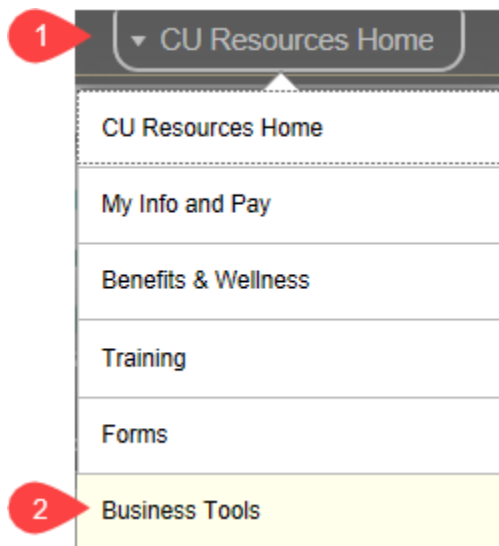 1 CU Resources Home
CU Resources Home
My Info and Pay
Benefits & Wellness
Training
Forms
2 Business Tools